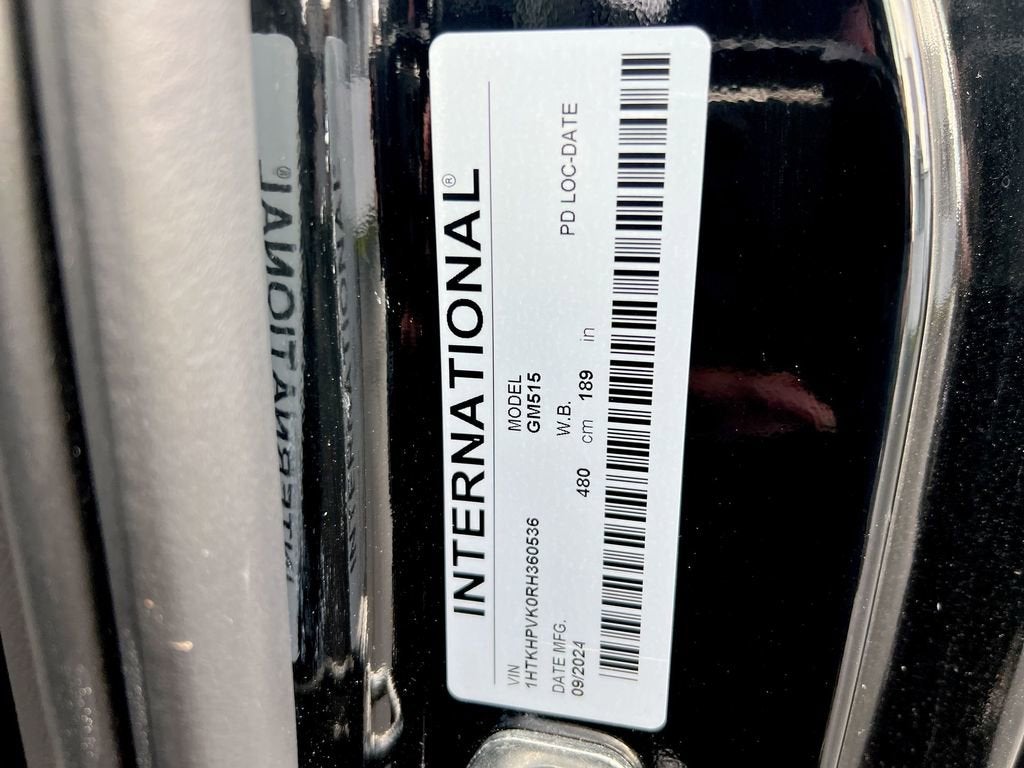 INTERNATIONAL®
VIN
1HTKHPVK0RH360536
MODEL
GM515
DATE MFG.
09/2024
W.B.
480 cm 189 in
PD LOC-DATE